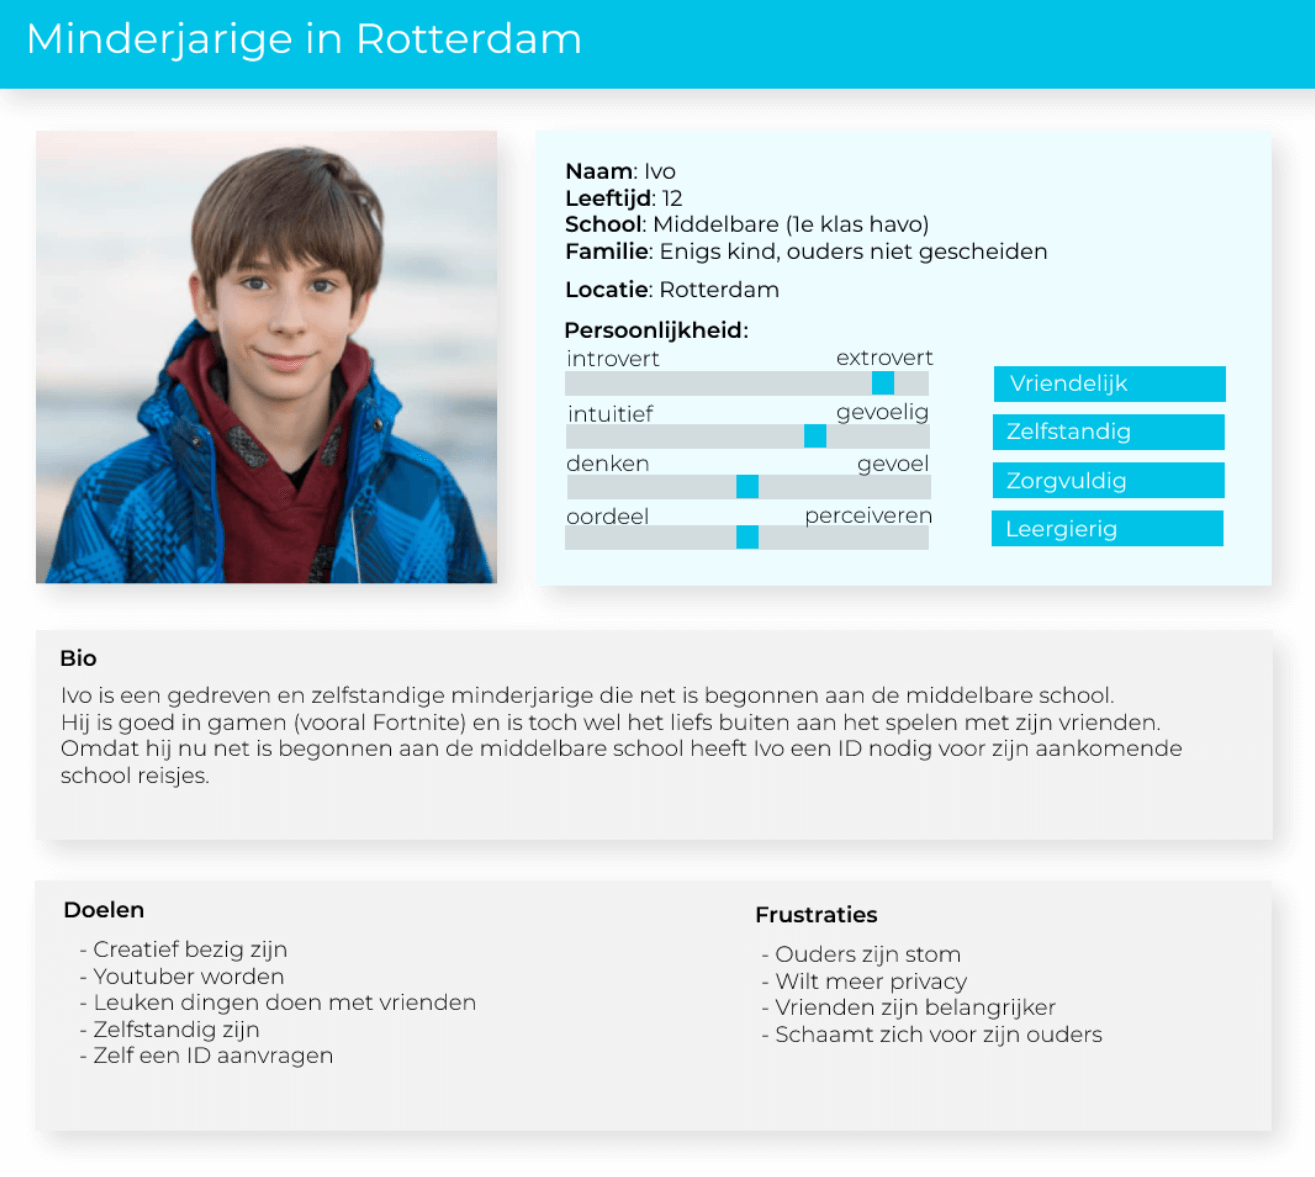 Minderjarige in Rotterdam
Naam: Ivo
Leeftijd: 12
School: Middelbare (1e klas havo)
Familie: Enigs kind, ouders niet gescheiden
Locatie: Rotterdam
Persoonlijkheid:
introvert extrovert
intuitief gevoelig
denken gevoel
oordeel perceiveren
Vriendelijk
Zelfstandig
Zorgvuldig
Leergierig
Bio
Ivo is een gedreven en zelfstandige minderjarige die net is begonnen aan de middelbare school.
Hij is goed in gamen (vooral Fortnite) en is toch wel het liefs buiten aan het spelen met zijn vrienden.
Omdat hij nu net is begonnen aan de middelbare school heeft Ivo een ID nodig voor zijn aankomende
school reisjes.
Doelen
- Creatief bezig zijn
- Youtuber worden
- Leuken dingen doen met vrienden
- Zelfstandig zijn
- Zelf een ID aanvragen
Frustraties
- Ouders zijn stom
- Wilt meer privacy
- Vrienden zijn belangrijker
- Schaamt zich voor zijn ouders